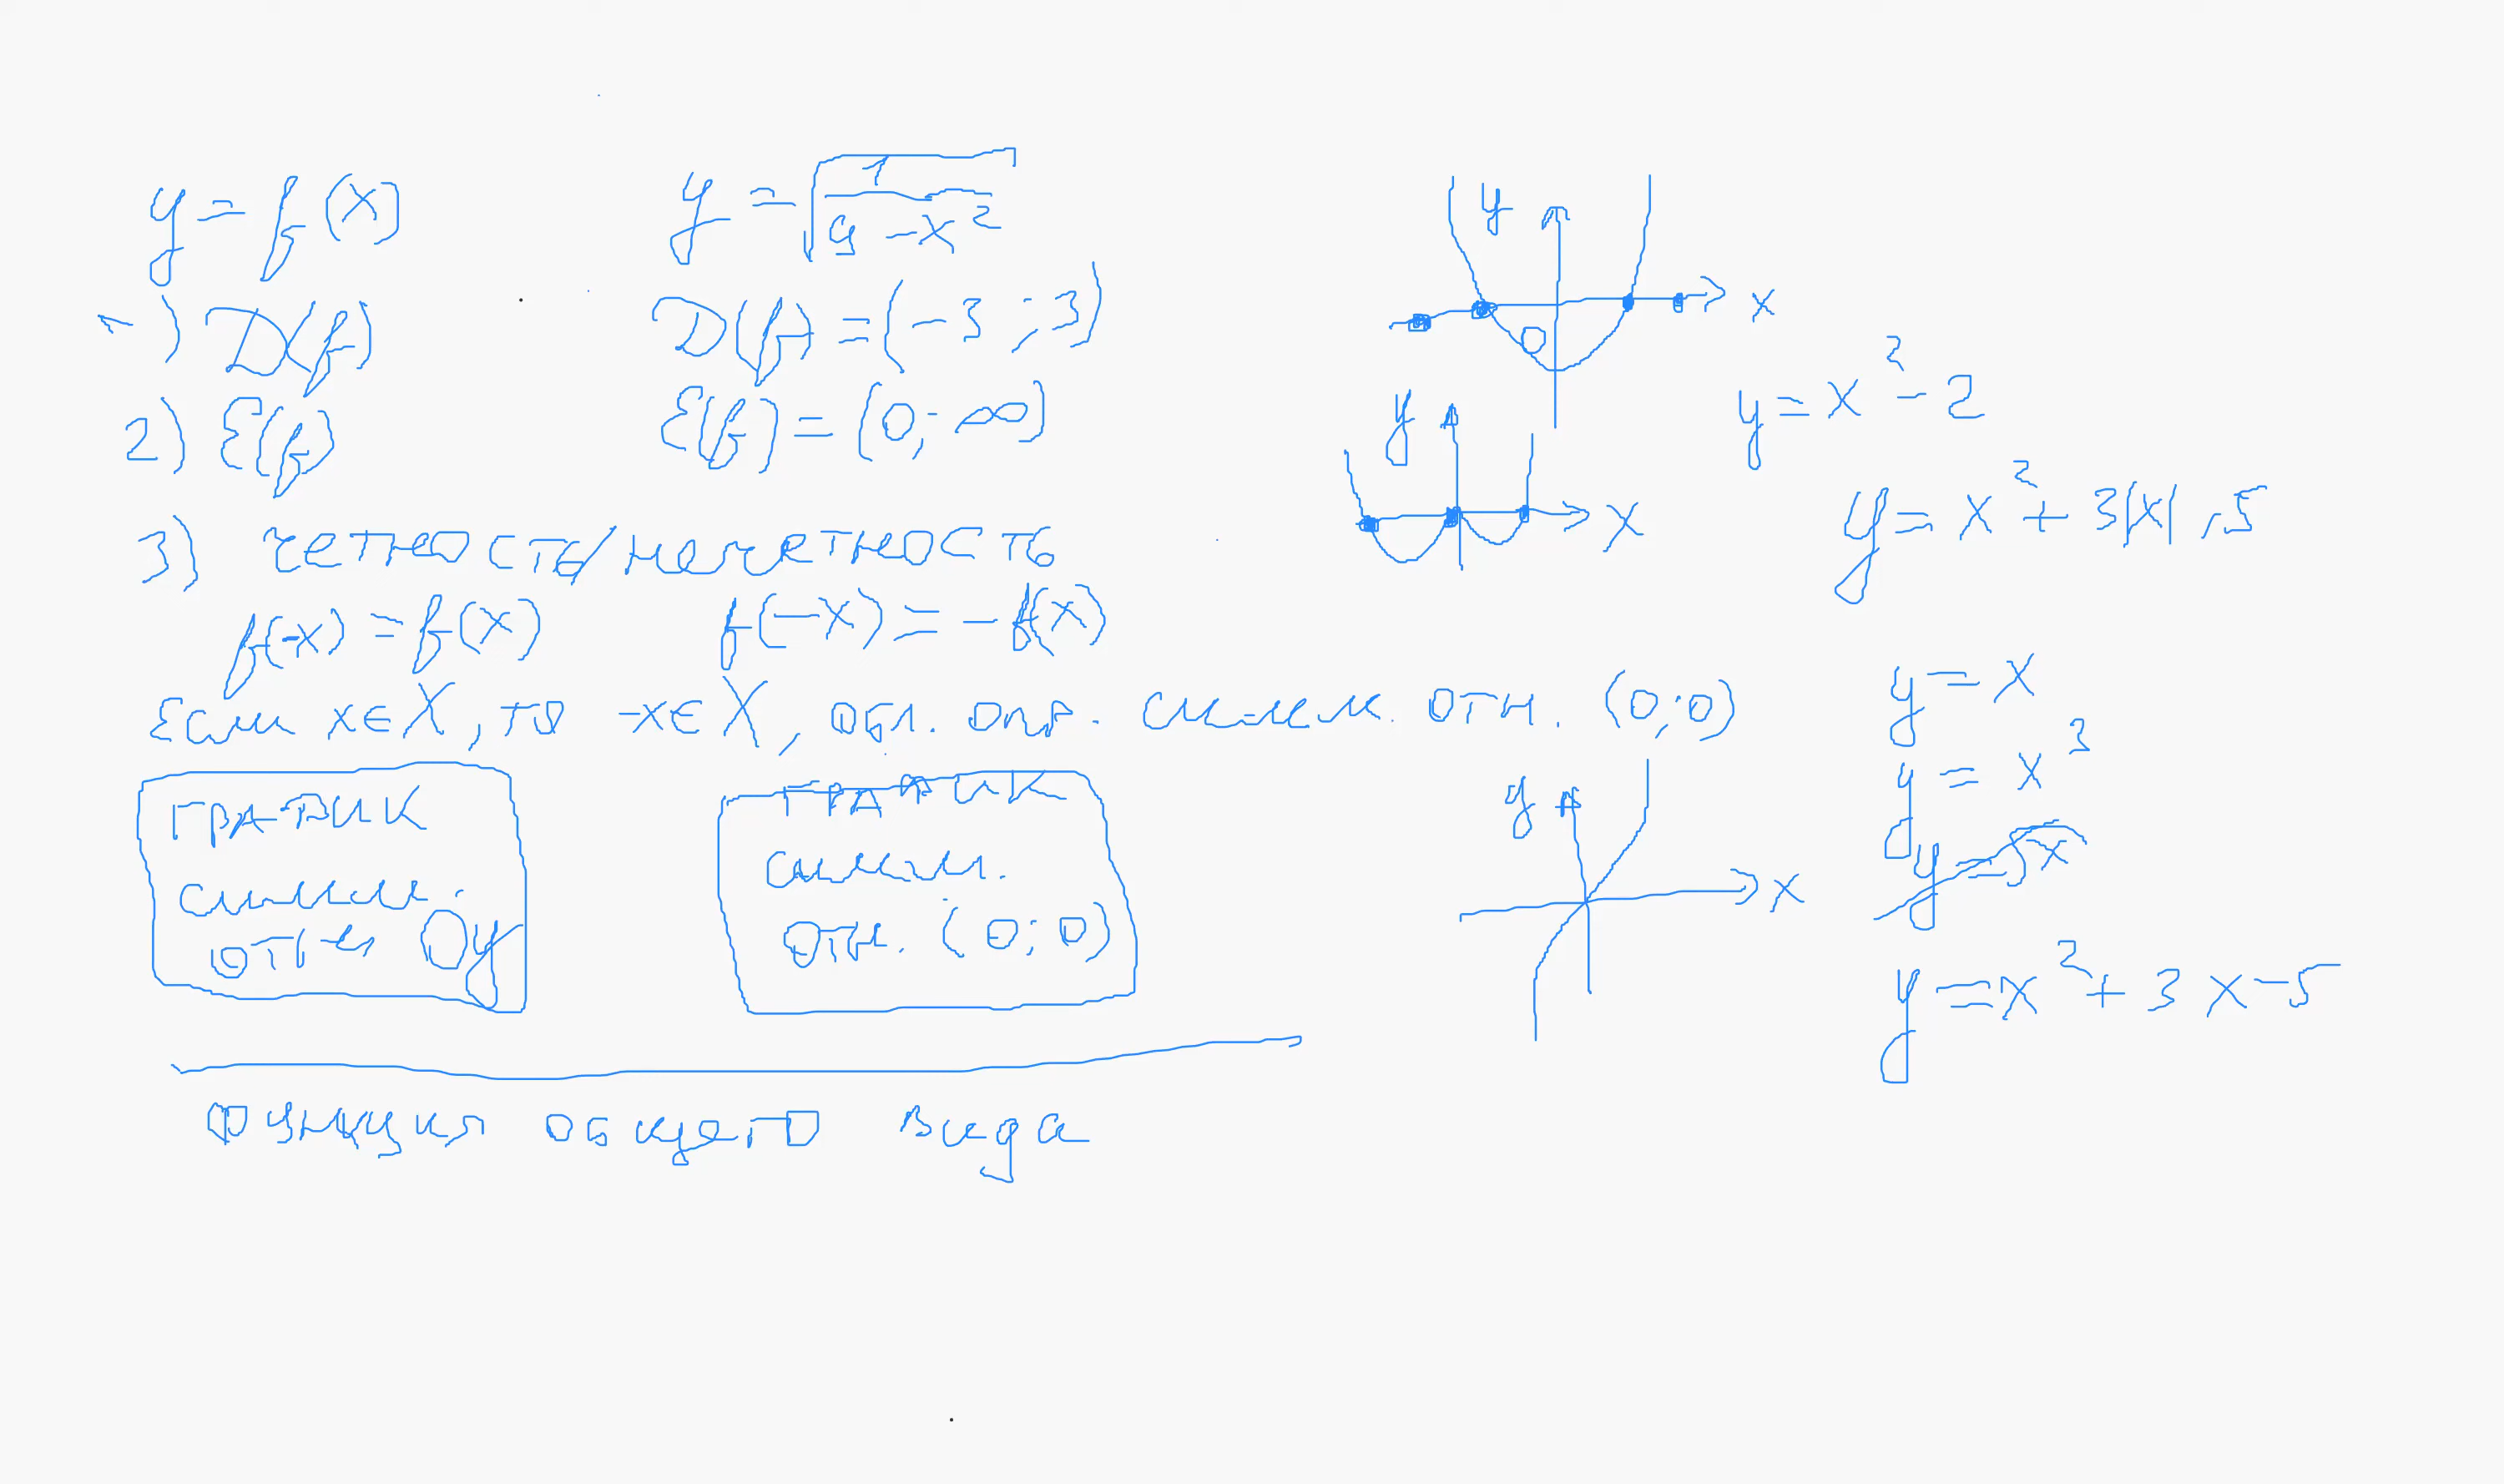 y = f(x)
1) D(f)
2) E(f)
3) четность/нечетность
f(-x) = f(x)
f(-x) = -f(x)
Если x∈X, то -x∈X, обл. опр. симм. отн. (0;0)
График
симм.
отн Oy
График
симм.
отн. (0;0)
Функция общего вида
y = √(1/(9-x²))
D(f) = (-3;3)
E(f) = (0;∞)
y
x
0
y = x² - 2
y
x
y = x² + 3|x| - 5
y
x
y = x
y = x²
y = x² + 3x - 5